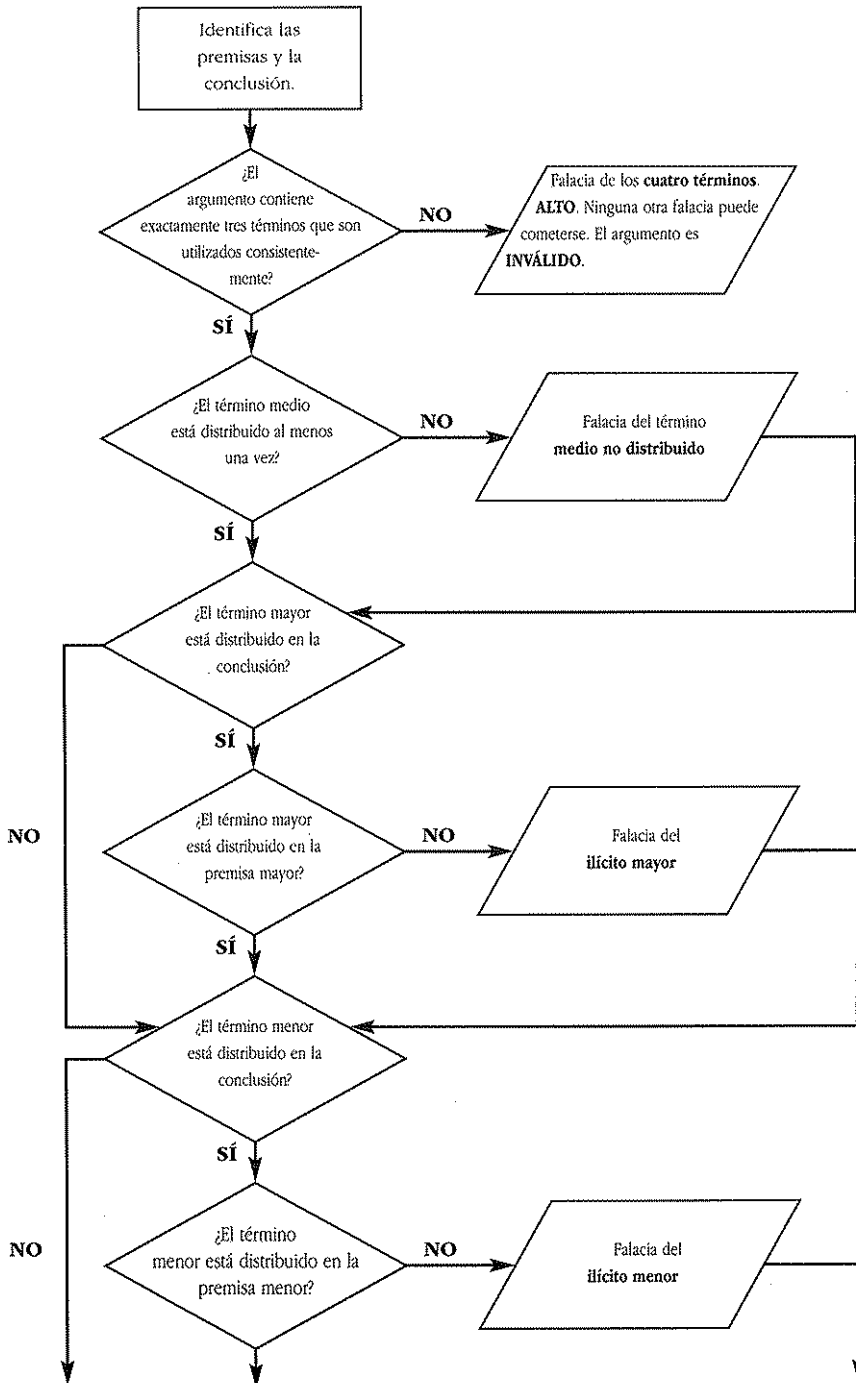 Identifica las
premisas y la
conclusión.
¿El
argumento contiene
exactamente tres términos que son
utilizados consistente-
mente?
NO
Falacia de los cuatro términos.
ALTO. Ninguna otra falacia puede
cometerse. El argumento es
INVÁLIDO.
SÍ
¿El término medio
está distribuido al menos
una vez?
NO
Falacia del término
medio no distribuido
SÍ
¿El término mayor
está distribuido en la
conclusión?
SÍ
NO
¿El término mayor
está distribuido en la
premisa mayor?
NO
Falacia del
ilícito mayor
SÍ
¿El término menor
está distribuido en la
conclusión?
SÍ
NO
¿El término
menor está distribuido en la
premisa menor?
NO
Falacia del
ilícito menor